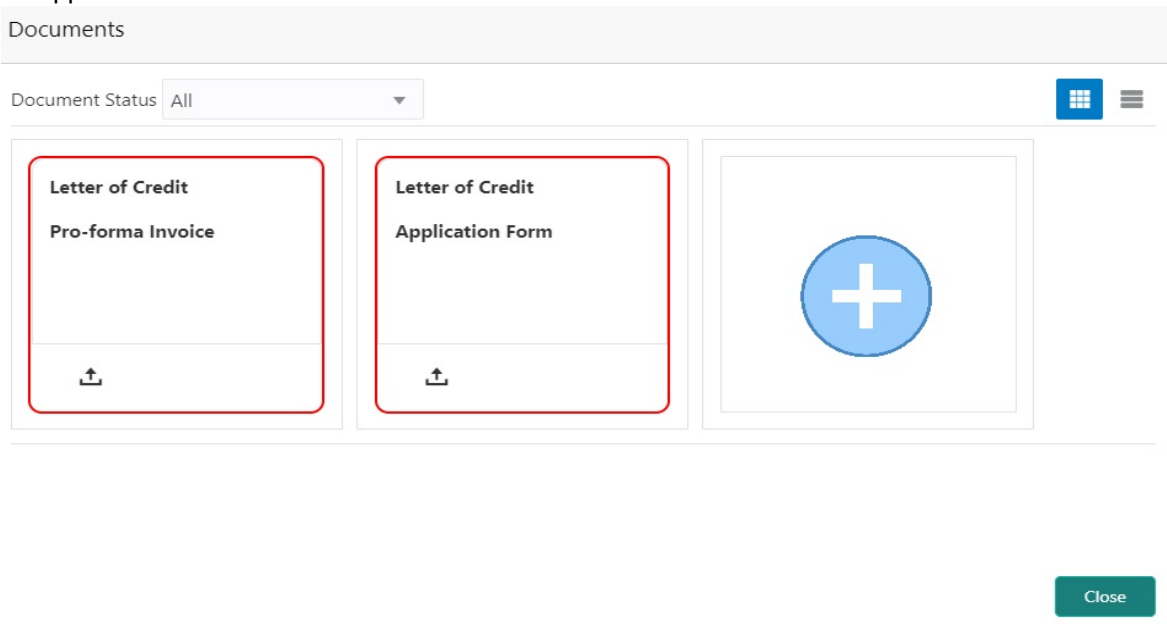 Documents
Document Status All
Letter of Credit
Pro-forma Invoice
Letter of Credit
Application Form
Close